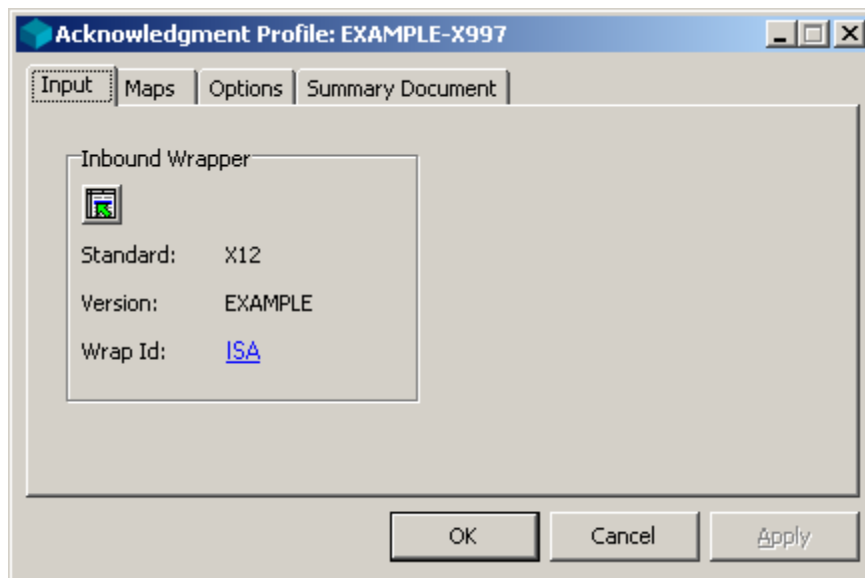 Acknowledgment Profile: EXAMPLE-X997
Input Maps Options Summary Document
Inbound Wrapper
Standard: X12
Version: EXAMPLE
Wrap Id: ISA
OK Cancel Apply